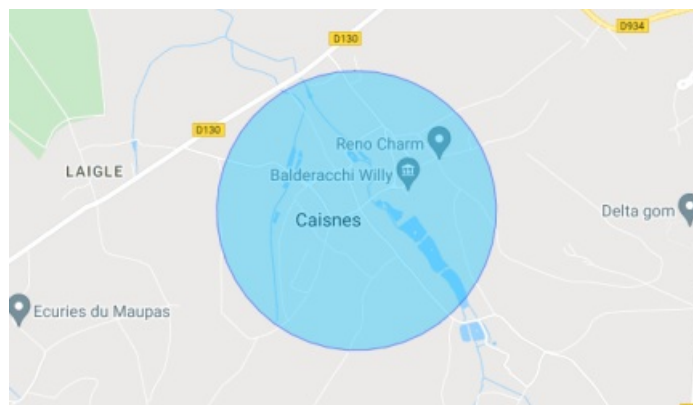 D934
D130
D130
Reno Charm
LAIGLE
Balderacchi Willy
Delta gom
Caisnes
Ecuries du Maupas